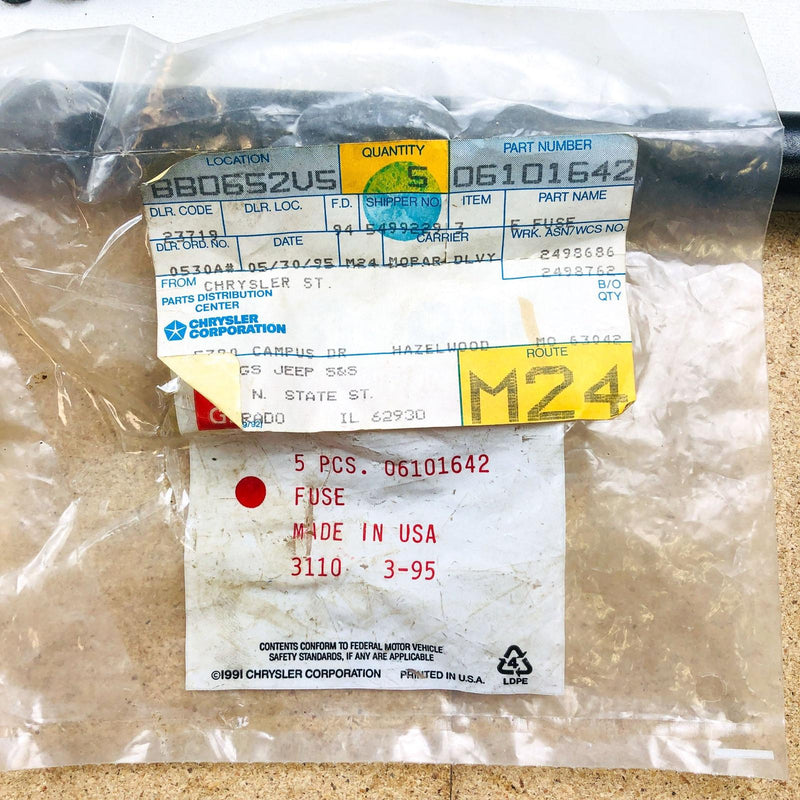 LOCATION QUANTITY PART NUMBER
BB0652V5 5 06101642
DLR. CODE DLR. LOC. F.D. SHIPPER NO. ITEM PART NAME
27719 94 FUSE
DLR. ORD. NO. DATE CARRIER WRK. ASN/WCS NO.
0530A# 05/30/95 M24 MOPAR DLVY 2498686
2498762
FROM CHRYSLER ST. B/O
PARTS DISTRIBUTION QTY
CENTER
CHRYSLER
CORPORATION
CAMPUS DR HAZELWOOD MO 63042
GS JEEP S&S ROUTE
N. STATE ST. M24
RADO IL 62930
5 PCS. 06101642
FUSE
MADE IN USA
3110 3-95
CONTENTS CONFORM TO FEDERAL MOTOR VEHICLE
SAFETY STANDARDS, IF ANY ARE APPLICABLE
©1991 CHRYSLER CORPORATION PRINTED IN U.S.A.
4
LDPE